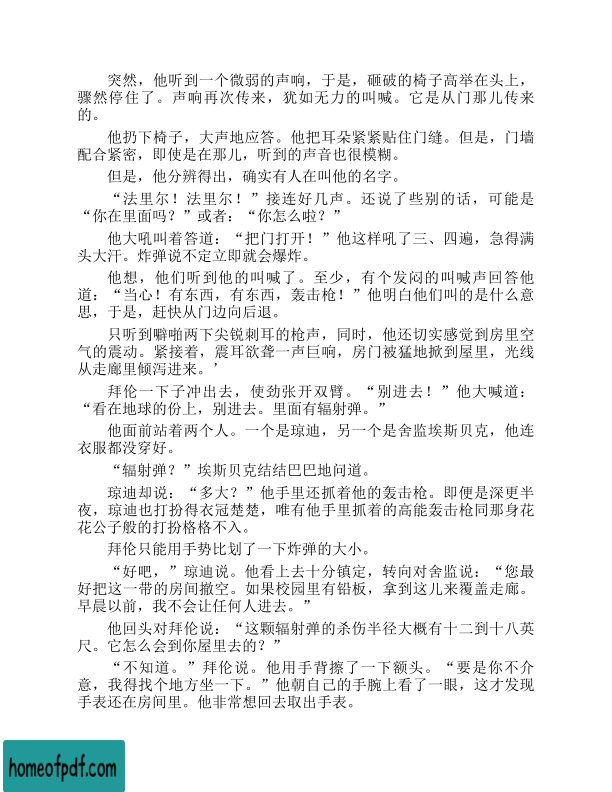 突然，他听到一个微弱的声响，于是，砸破的椅子高举在头上，
骤然停住了。声响再次传来，犹如无力的叫喊。它是从门那儿传来
的。
他扔下椅子，大声地应答。他把耳朵紧紧贴住门缝。但是，门墙
配合紧密，即使是在那儿，听到的声音也很模糊。
但是，他分辨得出，确实有人在叫他的名字。
“法里尔！法里尔！”接连好几声。还说了些别的话，可能是
“你在里面吗？”或者：“你怎么啦？”
他大吼叫着答道：“把门打开！”他这样吼了三、四遍，急得满
头大汗。炸弹说不定立即就会爆炸。
他想，他们听到他的叫喊了。至少，有个发闷的叫喊声回答他
道：“当心！有东西，有东西，轰击枪！”他明白他们叫的是什么意
思，于是，赶快从门边向后退。
只听到噼啪两下尖锐刺耳的枪声，同时，他还切实感觉到房里空
气的震动。紧接着，震耳欲聋一声巨响，房门被猛地掀到屋里，光线
从走廊里倾泻进来。’
拜伦一下子冲出去，使劲张开双臂。“别进去！”他大喊道：
“看在地球的份上，别进去。里面有辐射弹。”
他面前站着两个人。一个是琼迪，另一个是舍监埃斯贝克，他连
衣服都没穿好。
“辐射弹？”埃斯贝克结结巴巴地问道。
琼迪却说：“多大？”他手里还抓着他的轰击枪。即便是深更半
夜，琼迪也打扮得衣冠楚楚，唯有他手里抓着的高能轰击枪同那身花
花公子般的打扮格格不入。
拜伦只能用手势比划了一下炸弹的大小。
“好吧，”琼迪说。他看上去十分镇定，转向对舍监说：“您最
好把这一带的房间撤空。如果校园里有铅板，拿到这儿来覆盖走廊。
早晨以前，我不会让任何人进去。”
他回头对拜伦说：“这颗辐射弹的杀伤半径大概有十二到十八英
尺。它怎么会到你屋里去的？”
“不知道。”拜伦说。他用手背擦了一下额头。“要是你不介
意，我得找个地方坐一下。”他朝自己的手腕上看了一眼，这才发现
手表还在房间里。他非常想回去取出手表。
homeofpdf.com